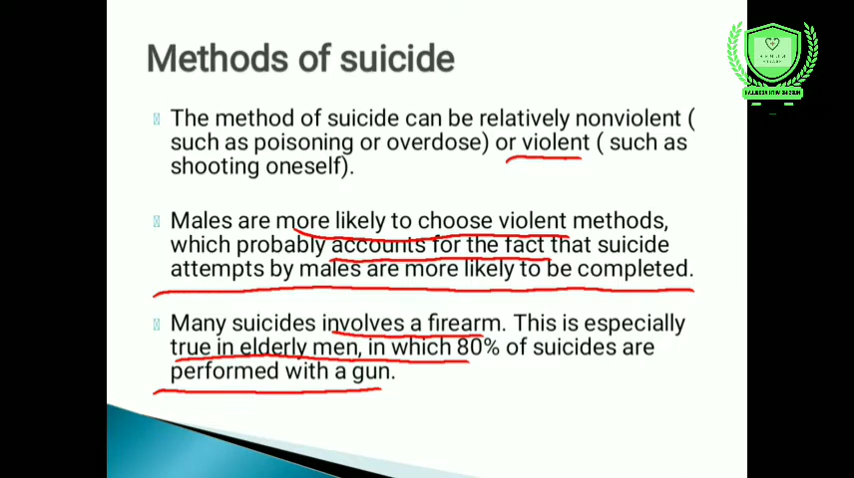 Methods of suicide
The method of suicide can be relatively nonviolent (
such as poisoning or overdose) or violent ( such as
shooting oneself).
Males are more likely to choose violent methods,
which probably accounts for the fact that suicide
attempts by males are more likely to be completed.
Many suicides involves a firearm. This is especially
true in elderly men, in which 80% of suicides are
performed with a gun.